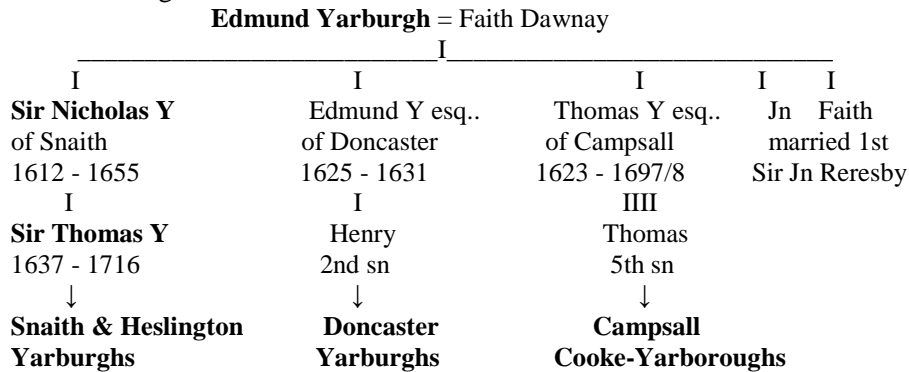 Edmund Yarburgh = Faith Dawnay
___________________________I_____________________________
I I I I I
Sir Nicholas Y Edmund Y esq.. Thomas Y esq.. Jn Faith
of Snaith of Doncaster of Campsall married 1st
1612 - 1655 1625 - 1631 1623 - 1697/8 Sir Jn Reresby
I I IIII
Sir Thomas Y Henry Thomas
1637 - 1716 2nd sn 5th sn
↓ ↓ ↓
Snaith & Heslington Doncaster Campsall
Yarburghs Yarburghs Cooke-Yarboroughs